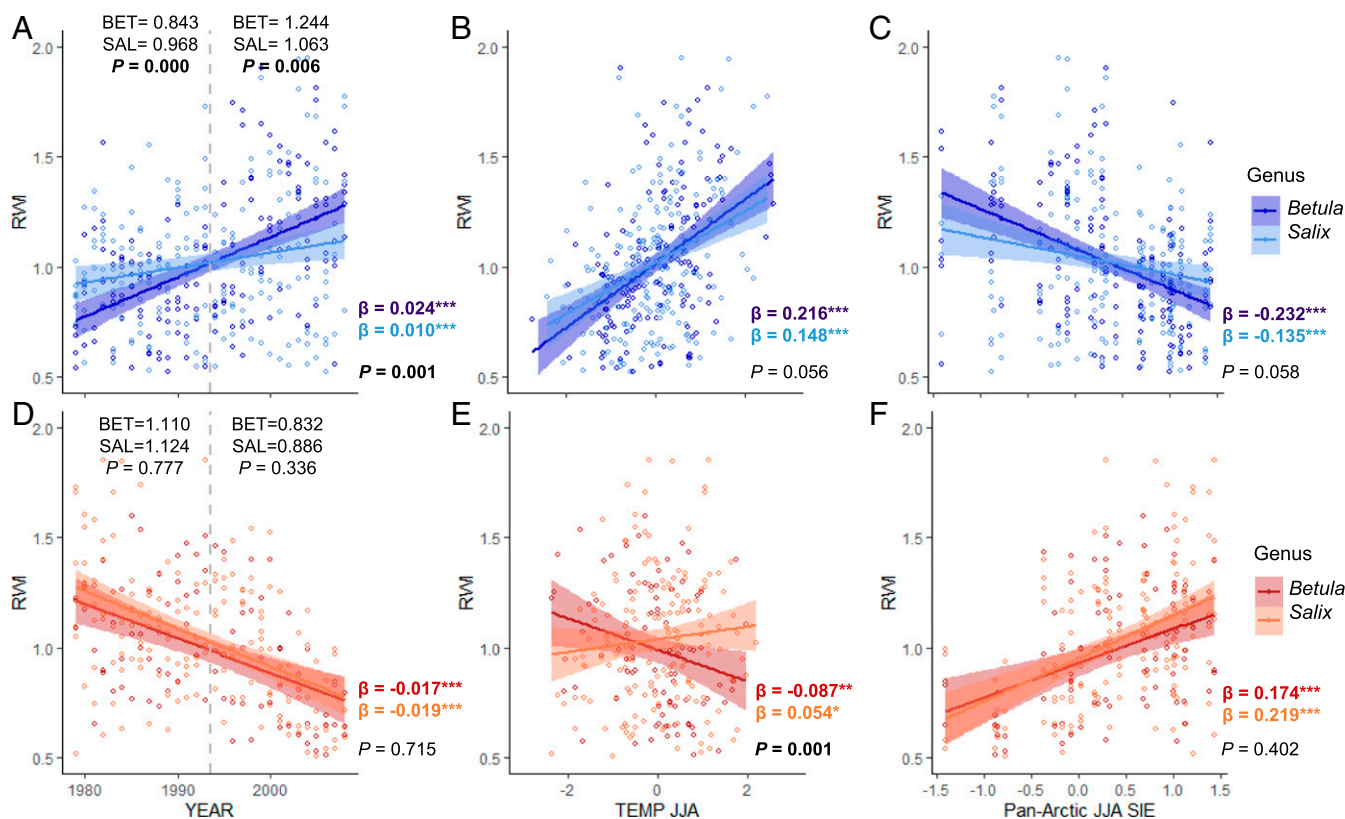 A
BET= 0.843
SAL= 0.968
P = 0.000
BET= 1.244
SAL= 1.063
P = 0.006
2.0
1.5
1.0
0.5
RWI
β = 0.024***
β = 0.010***
P = 0.001
B
2.0
1.5
1.0
0.5
RWI
β = 0.216***
β = 0.148***
P = 0.056
C
2.0
1.5
1.0
0.5
RWI
β = -0.232***
β = -0.135***
P = 0.058
Genus
Betula
Salix
D
BET=1.110
SAL=1.124
P = 0.777
BET=0.832
SAL=0.886
P = 0.336
2.0
1.5
1.0
0.5
RWI
β = -0.017***
β = -0.019***
P = 0.715
1980 1990 2000
YEAR
E
2.0
1.5
1.0
0.5
RWI
β = -0.087**
β = 0.054*
P = 0.001
-2 0 2
TEMP JJA
F
2.0
1.5
1.0
0.5
RWI
β = 0.174***
β = 0.219***
P = 0.402
-1.5 -1.0 -0.5 0.0 0.5 1.0 1.5
Pan-Arctic JJA SIE
Genus
Betula
Salix